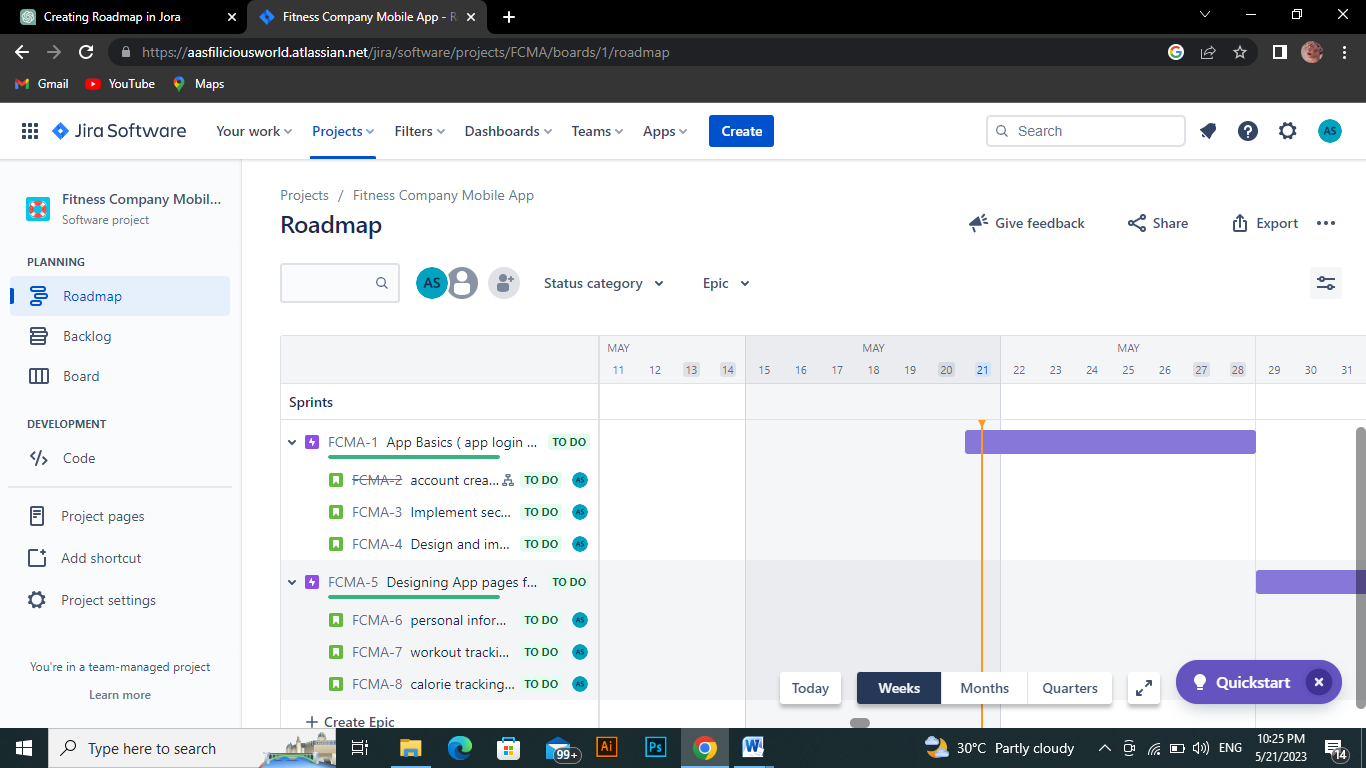 Creating Roadmap in Jora
Fitness Company Mobile App - R
https://aasfiliciousworld.atlassian.net/jira/software/projects/FCMA/boards/1/roadmap
Gmail YouTube Maps
Jira Software Your work Projects Filters Dashboards Teams Apps Create Search AS
Fitness Company Mobil...
Software project
PLANNING
Roadmap
Backlog
Board
DEVELOPMENT
Code
Project pages
Add shortcut
Project settings
You're in a team-managed project
Learn more
Projects / Fitness Company Mobile App
Roadmap
Give feedback Share Export
AS Status category Epic
MAY MAY MAY
11 12 13 14 15 16 17 18 19 20 21 22 23 24 25 26 27 28 29 30 31
Sprints
FCMA-1 App Basics ( app login ... TO DO
FCMA-2 account crea... TO DO AS
FCMA-3 Implement sec... TO DO AS
FCMA-4 Design and im... TO DO AS
FCMA-5 Designing App pages f... TO DO
FCMA-6 personal infor... TO DO AS
FCMA-7 workout tracki... TO DO AS
FCMA-8 calorie tracking... TO DO AS
Create Epic
Today Weeks Months Quarters
Quickstart
Type here to search
99+
Ai
Ps
W
30°C Partly cloudy
ENG
10:25 PM
5/21/2023
14